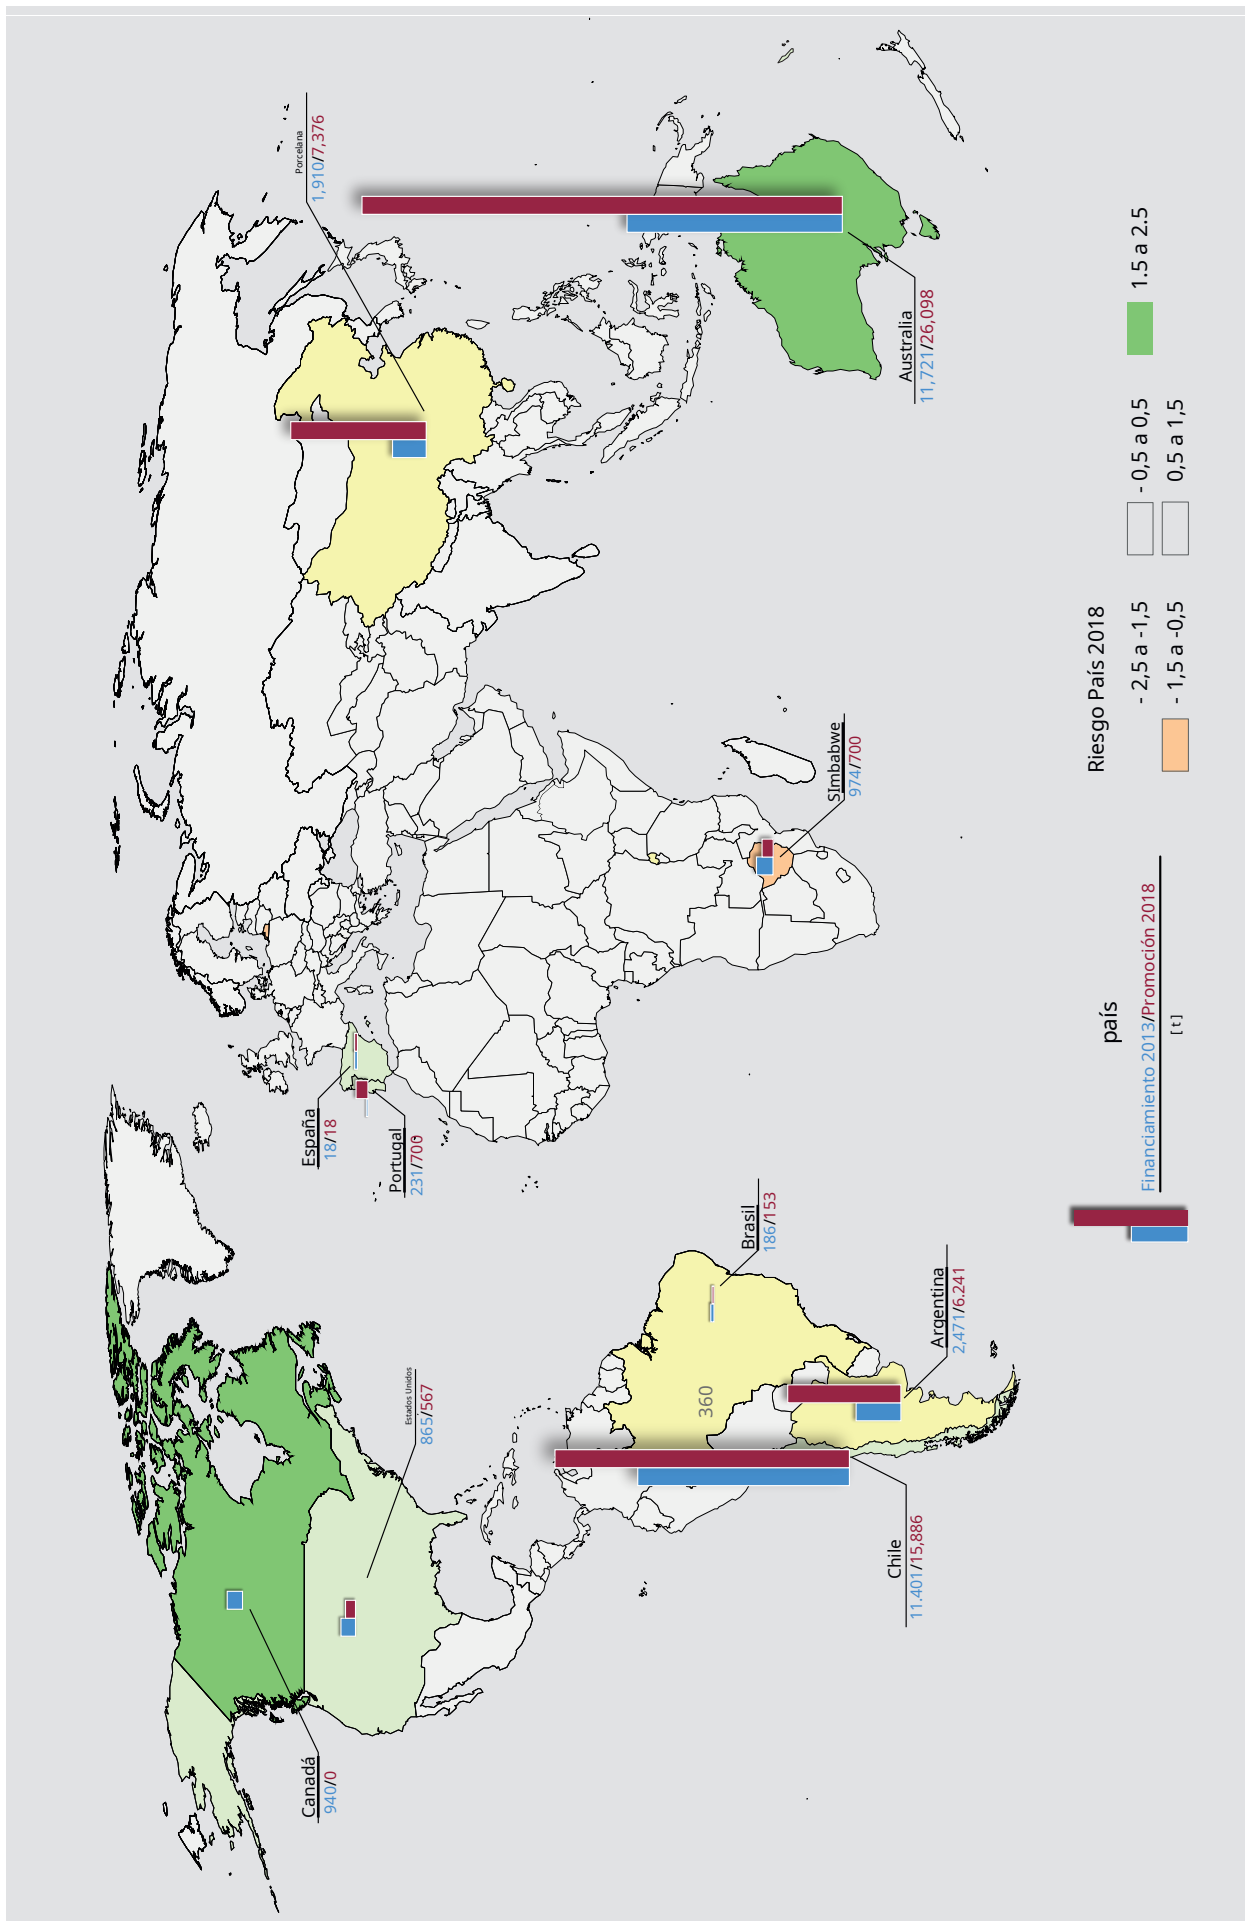 Canadá
940/0
Estados Unidos
865/567
España
18/18
Portugal
231/700
Porcelana
1,910/7,376
Brasil
186/153
360
Argentina
2,471/6.241
Chile
11.401/15,886
SImbabwe
974/700
Australia
11,721/26,098
país
Financiamiento 2013/Promoción 2018
[ t ]
Riesgo País 2018
- 2,5 a -1,5
- 0,5 a 0,5
1.5 a 2.5
- 1,5 a -0,5
0,5 a 1,5